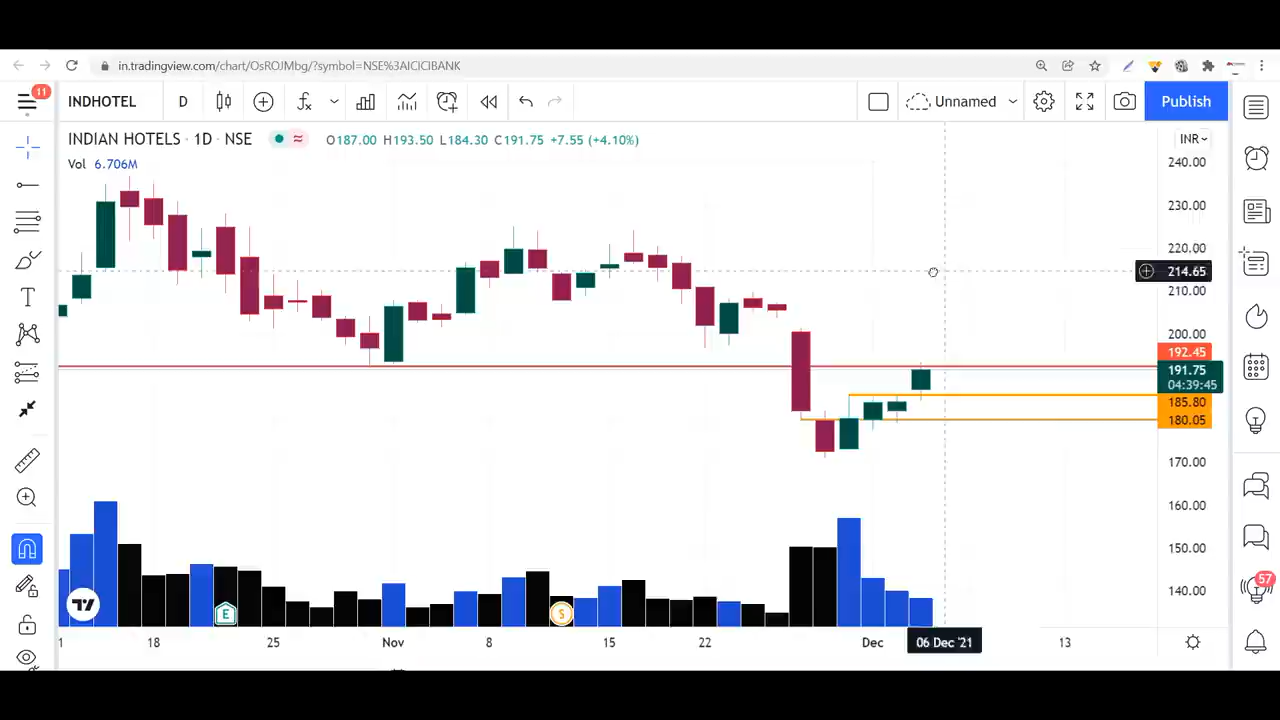 in.tradingview.com/chart/OsROJMbg/?symbol=NSE%3AICICIBANK
11
INDHOTEL D Unnamed Publish
INDIAN HOTELS · 1D · NSE O187.00 H193.50 L184.30 C191.75 +7.55 (+4.10%) INR
Vol 6.706M
240.00
230.00
220.00
214.65
210.00
200.00
192.45
191.75
04:39:45
185.80
180.05
170.00
160.00
150.00
140.00
57
E S
1 18 25 Nov 8 15 22 Dec 06 Dec '21 13